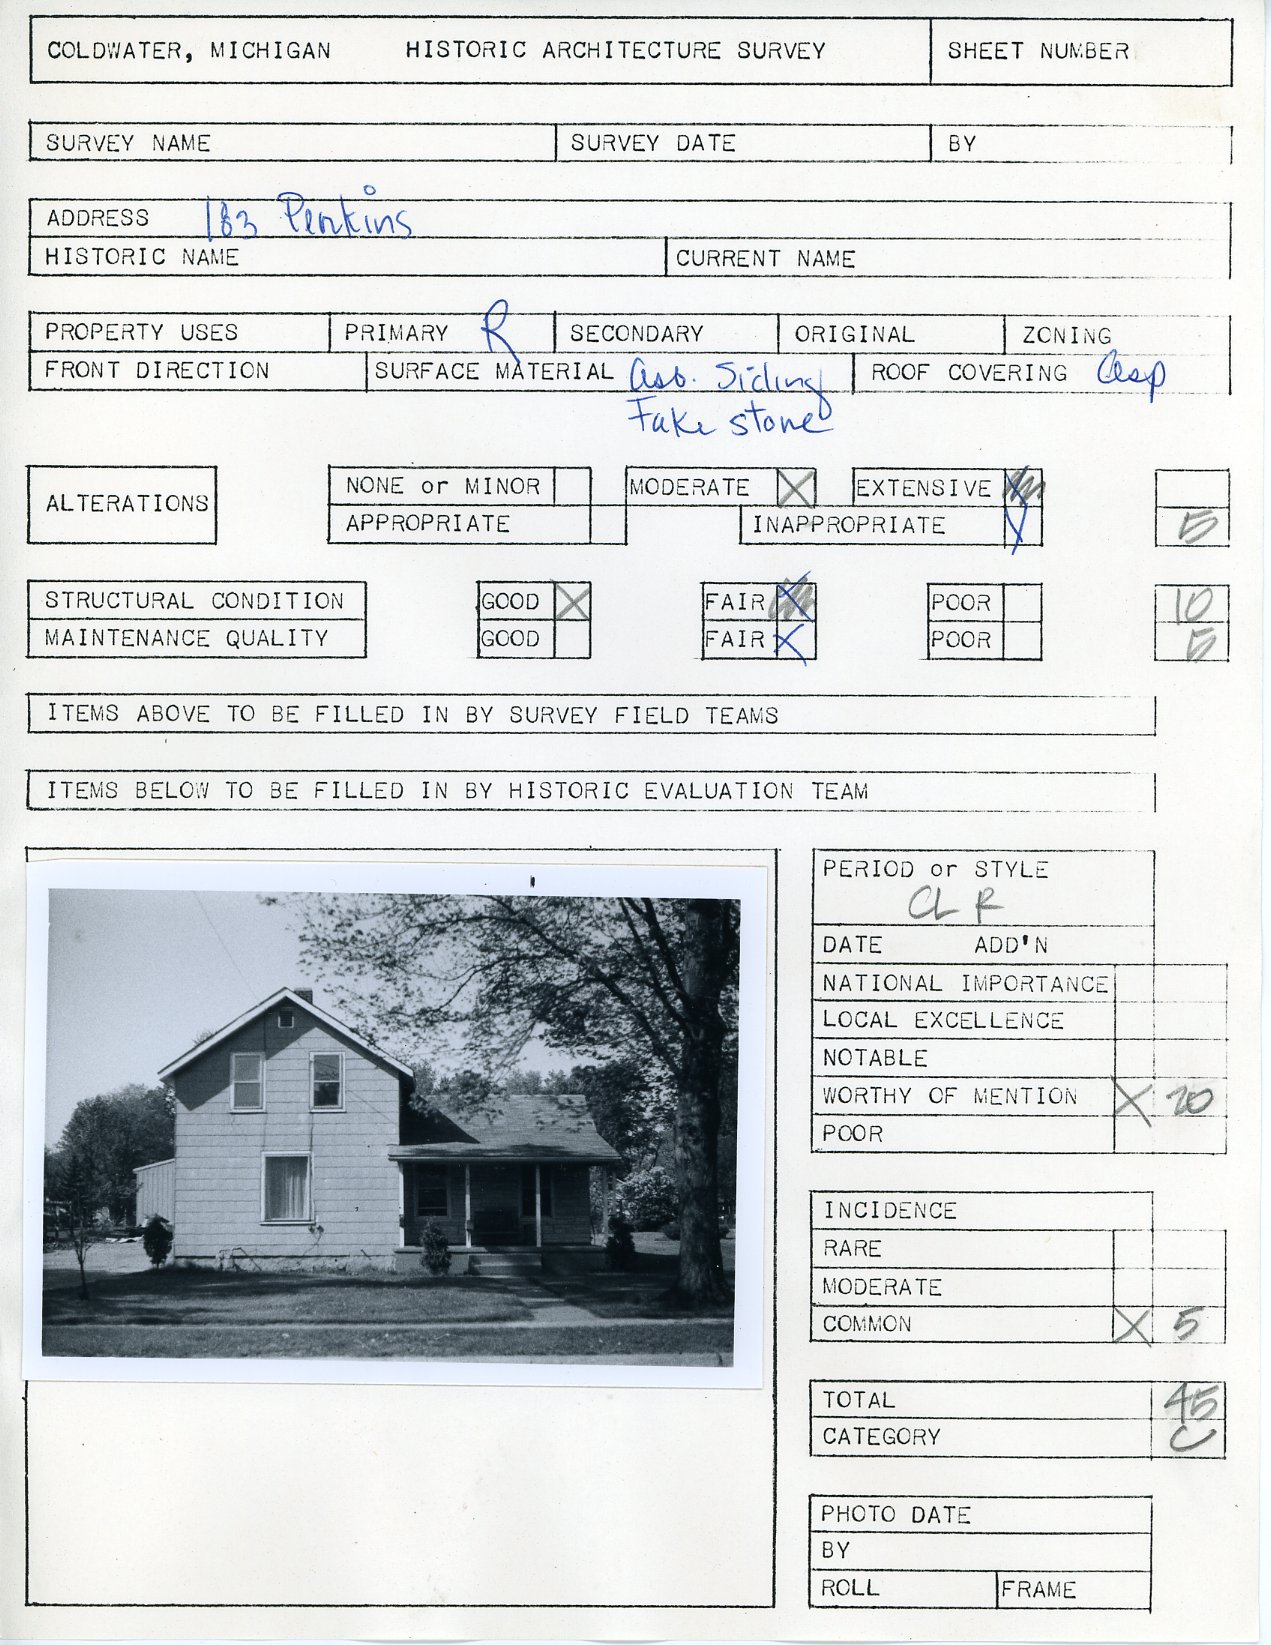 COLDWATER, MICHIGAN HISTORIC ARCHITECTURE SURVEY SHEET NUMBER
SURVEY NAME SURVEY DATE BY
ADDRESS 183 Perkins
HISTORIC NAME CURRENT NAME
PROPERTY USES PRIMARY R SECONDARY ORIGINAL ZONING
FRONT DIRECTION SURFACE MATERIAL Asb. Siding ROOF COVERING Asp
Fake stone
ALTERATIONS NONE or MINOR MODERATE X EXTENSIVE X
APPROPRIATE INAPPROPRIATE X 5
STRUCTURAL CONDITION GOOD X FAIR X POOR 10
MAINTENANCE QUALITY GOOD FAIR X POOR 5
ITEMS ABOVE TO BE FILLED IN BY SURVEY FIELD TEAMS
ITEMS BELOW TO BE FILLED IN BY HISTORIC EVALUATION TEAM
PERIOD or STYLE
CL R
DATE ADD'N
NATIONAL IMPORTANCE
LOCAL EXCELLENCE
NOTABLE
WORTHY OF MENTION X 20
POOR
INCIDENCE
RARE
MODERATE
COMMON X 5
TOTAL 45
CATEGORY C
PHOTO DATE
BY
ROLL FRAME